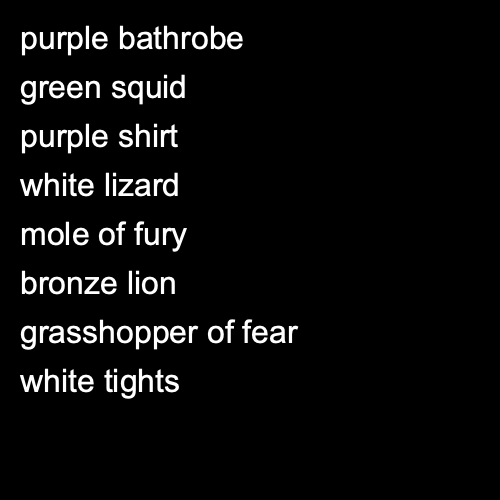 purple bathrobe
green squid
purple shirt
white lizard
mole of fury
bronze lion
grasshopper of fear
white tights